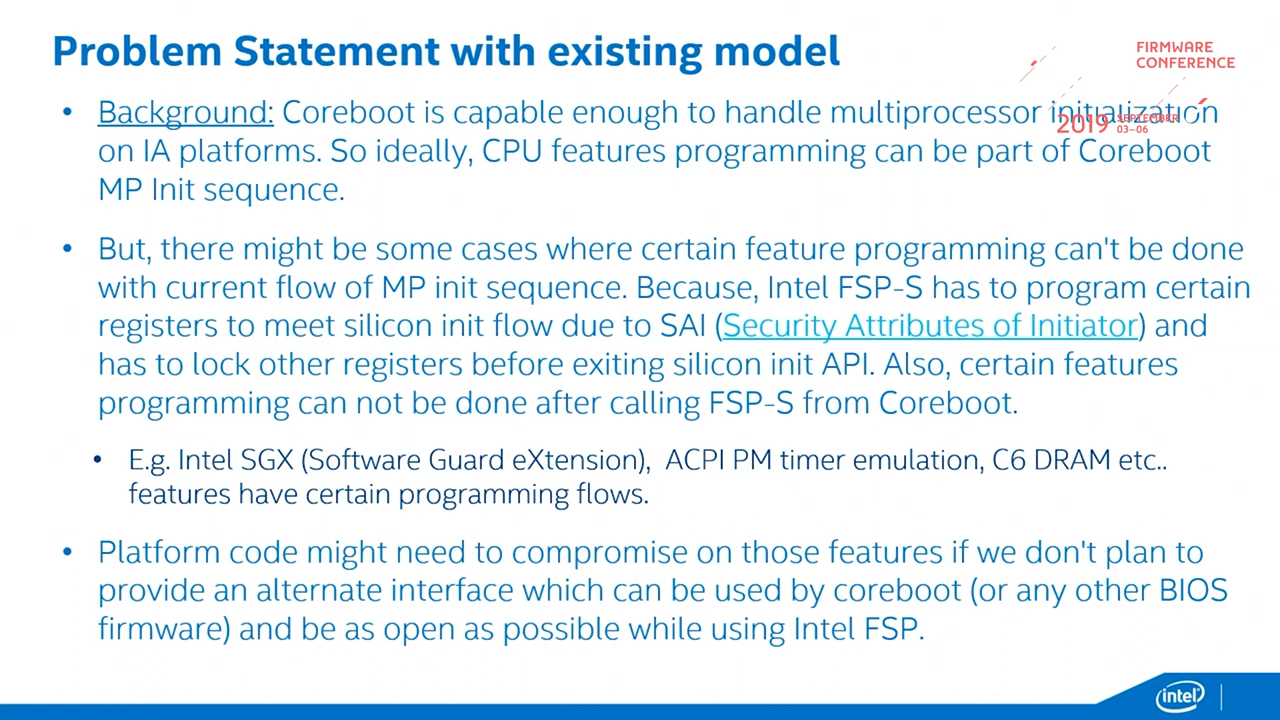 Problem Statement with existing model
FIRMWARE
CONFERENCE
2019 SEPTEMBER
03–06
• Background: Coreboot is capable enough to handle multiprocessor initialization
on IA platforms. So ideally, CPU features programming can be part of Coreboot
MP Init sequence.
• But, there might be some cases where certain feature programming can't be done
with current flow of MP init sequence. Because, Intel FSP-S has to program certain
registers to meet silicon init flow due to SAI (Security Attributes of Initiator) and
has to lock other registers before exiting silicon init API. Also, certain features
programming can not be done after calling FSP-S from Coreboot.
• E.g. Intel SGX (Software Guard eXtension), ACPI PM timer emulation, C6 DRAM etc..
features have certain programming flows.
• Platform code might need to compromise on those features if we don't plan to
provide an alternate interface which can be used by coreboot (or any other BIOS
firmware) and be as open as possible while using Intel FSP.
intel